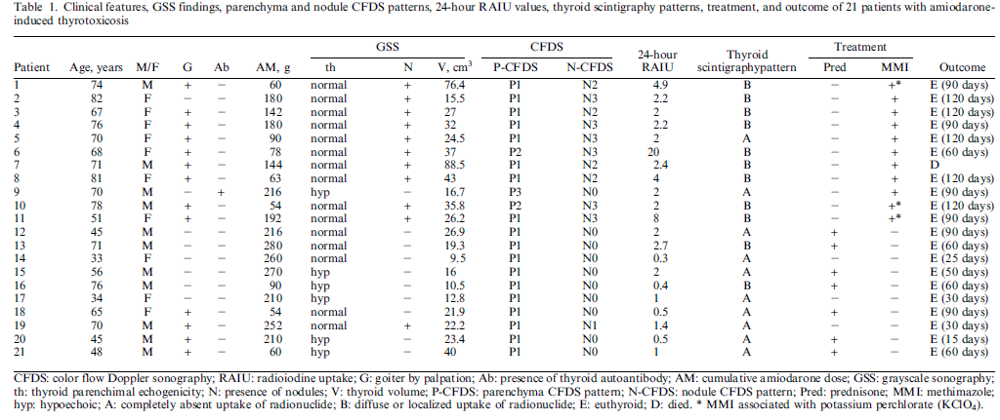 Table 1. Clinical features, GSS findings, parenchyma and nodule CFDS patterns, 24-hour RAIU values, thyroid scintigraphy patterns, treatment, and outcome of 21 patients with amiodarone-
induced thyrotoxicosis
GSS CFDS 24-hour Thyroid Treatment
Patient Age, years M/F G Ab AM, g th N V, cm³ P-CFDS N-CFDS RAIU scintigraphypattern Pred MMI Outcome
1 74 M + − 60 normal + 76.4 P1 N2 4.9 B − +* E (90 days)
2 82 F − − 180 normal + 15.5 P1 N3 2.2 B − + E (120 days)
3 67 F + − 142 normal + 27 P1 N2 2 B − + E (120 days)
4 76 F + − 180 normal + 32 P1 N3 2.2 B − + E (90 days)
5 70 F + − 90 normal + 24.5 P1 N3 2 A − + E (120 days)
6 68 F + − 78 normal + 37 P2 N3 20 B − + E (60 days)
7 71 M + − 144 normal + 88.5 P1 N2 2.4 B − + D
8 81 F + − 63 normal + 43 P1 N2 4 B − + E (120 days)
9 70 M − + 216 hyp − 16.7 P3 N0 2 A − + E (90 days)
10 78 M + − 54 normal + 35.8 P2 N3 2 B − +* E (120 days)
11 51 F + − 192 normal + 26.2 P1 N3 8 B − +* E (90 days)
12 45 M − − 216 normal − 26.9 P1 N0 2 A + − E (90 days)
13 71 M − − 280 normal − 19.3 P1 N0 2.7 B + − E (60 days)
14 33 F − − 260 normal − 9.5 P1 N0 0.3 A − − E (25 days)
15 56 M − − 270 hyp − 16 P1 N0 2 A + − E (50 days)
16 76 M − − 90 hyp − 10.5 P1 N0 0.4 B + − E (60 days)
17 34 F − − 210 hyp − 12.8 P1 N0 1 A − − E (30 days)
18 65 F + − 54 normal − 21.9 P1 N0 0.5 A + − E (90 days)
19 70 M + − 252 normal + 22.2 P1 N1 1.4 A − − E (30 days)
20 45 M + − 210 hyp − 23.4 P1 N0 0.5 A + − E (15 days)
21 48 M + − 60 hyp − 40 P1 N0 1 A + − E (60 days)
CFDS: color flow Doppler sonography; RAIU: radioiodine uptake; G: goiter by palpation; Ab: presence of thyroid autoantibody; AM: cumulative amiodarone dose; GSS: grayscale sonography;
th: thyroid parenchimal echogenicity; N: presence of nodules; V: thyroid volume; P-CFDS: parenchyma CFDS pattern; N-CFDS: nodule CFDS pattern; Pred: prednisone; MMI: methimazole;
hyp: hypoechoic; A: completely absent uptake of radionuclide; B: diffuse or localized uptake of radionuclide; E: euthyroid; D: died. * MMI associated with potassium perchlorate (KClO₄).